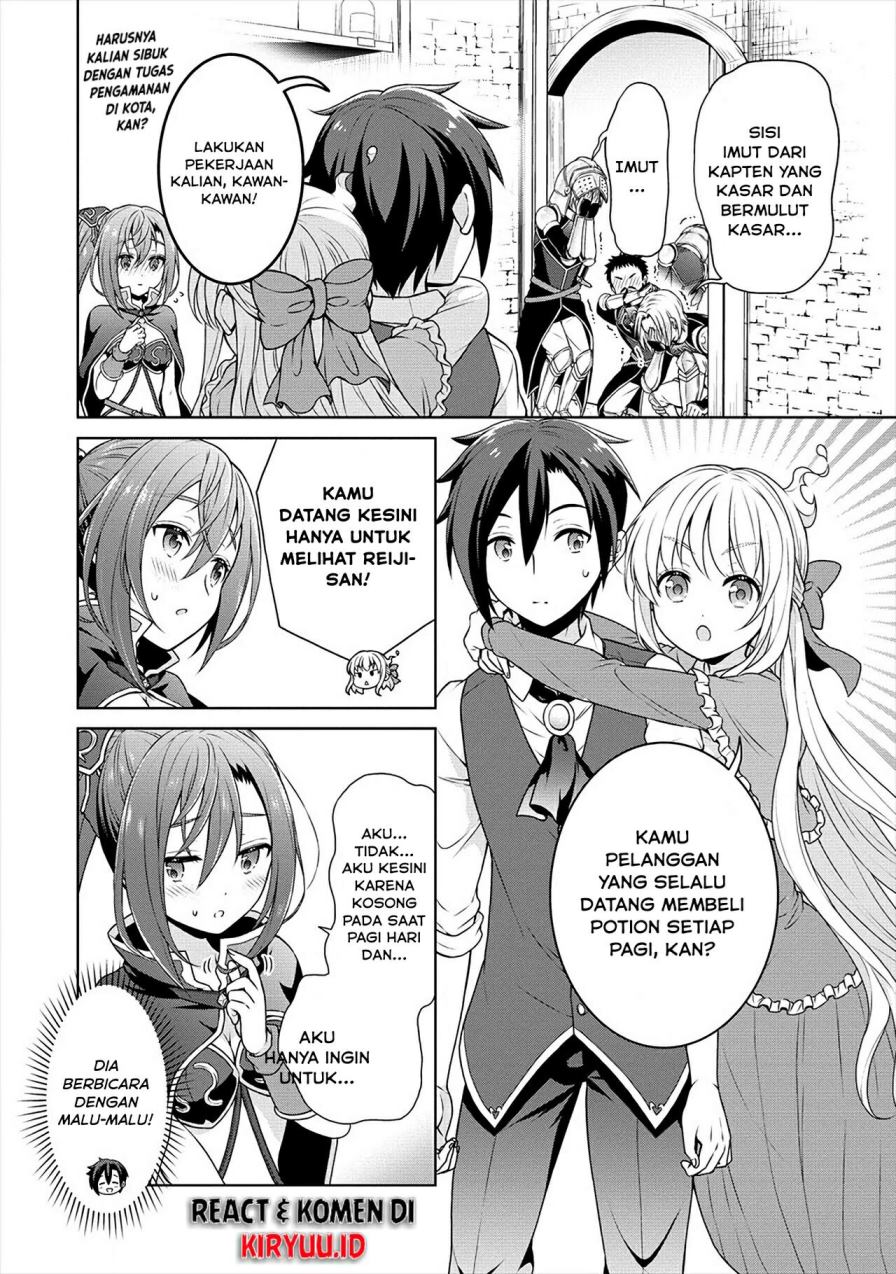 SISI
IMUT DARI
KAPTEN YANG
KASAR DAN
BERMULUT
KASAR...
IMUT
...
LAKUKAN
PEKERJAAN
KALIAN, KAWAN-
KAWAN!
HARUSNYA
KALIAN SIBUK
DENGAN TUGAS
PENGAMANAN
DI KOTA,
KAN?
KAMU
PELANGGAN
YANG SELALU
DATANG MEMBELI
POTION SETIAP
PAGI, KAN?
KAMU
DATANG KESINI
HANYA UNTUK
MELIHAT REIJI-
SAN!
AKU...
TIDAK...
AKU KESINI
KARENA
KOSONG
PADA SAAT
PAGI HARI
DAN...
AKU
HANYA INGIN
UNTUK...
DIA
BERBICARA
DENGAN
MALU-MALU!
REACT & KOMEN DI
KIRYUU.ID